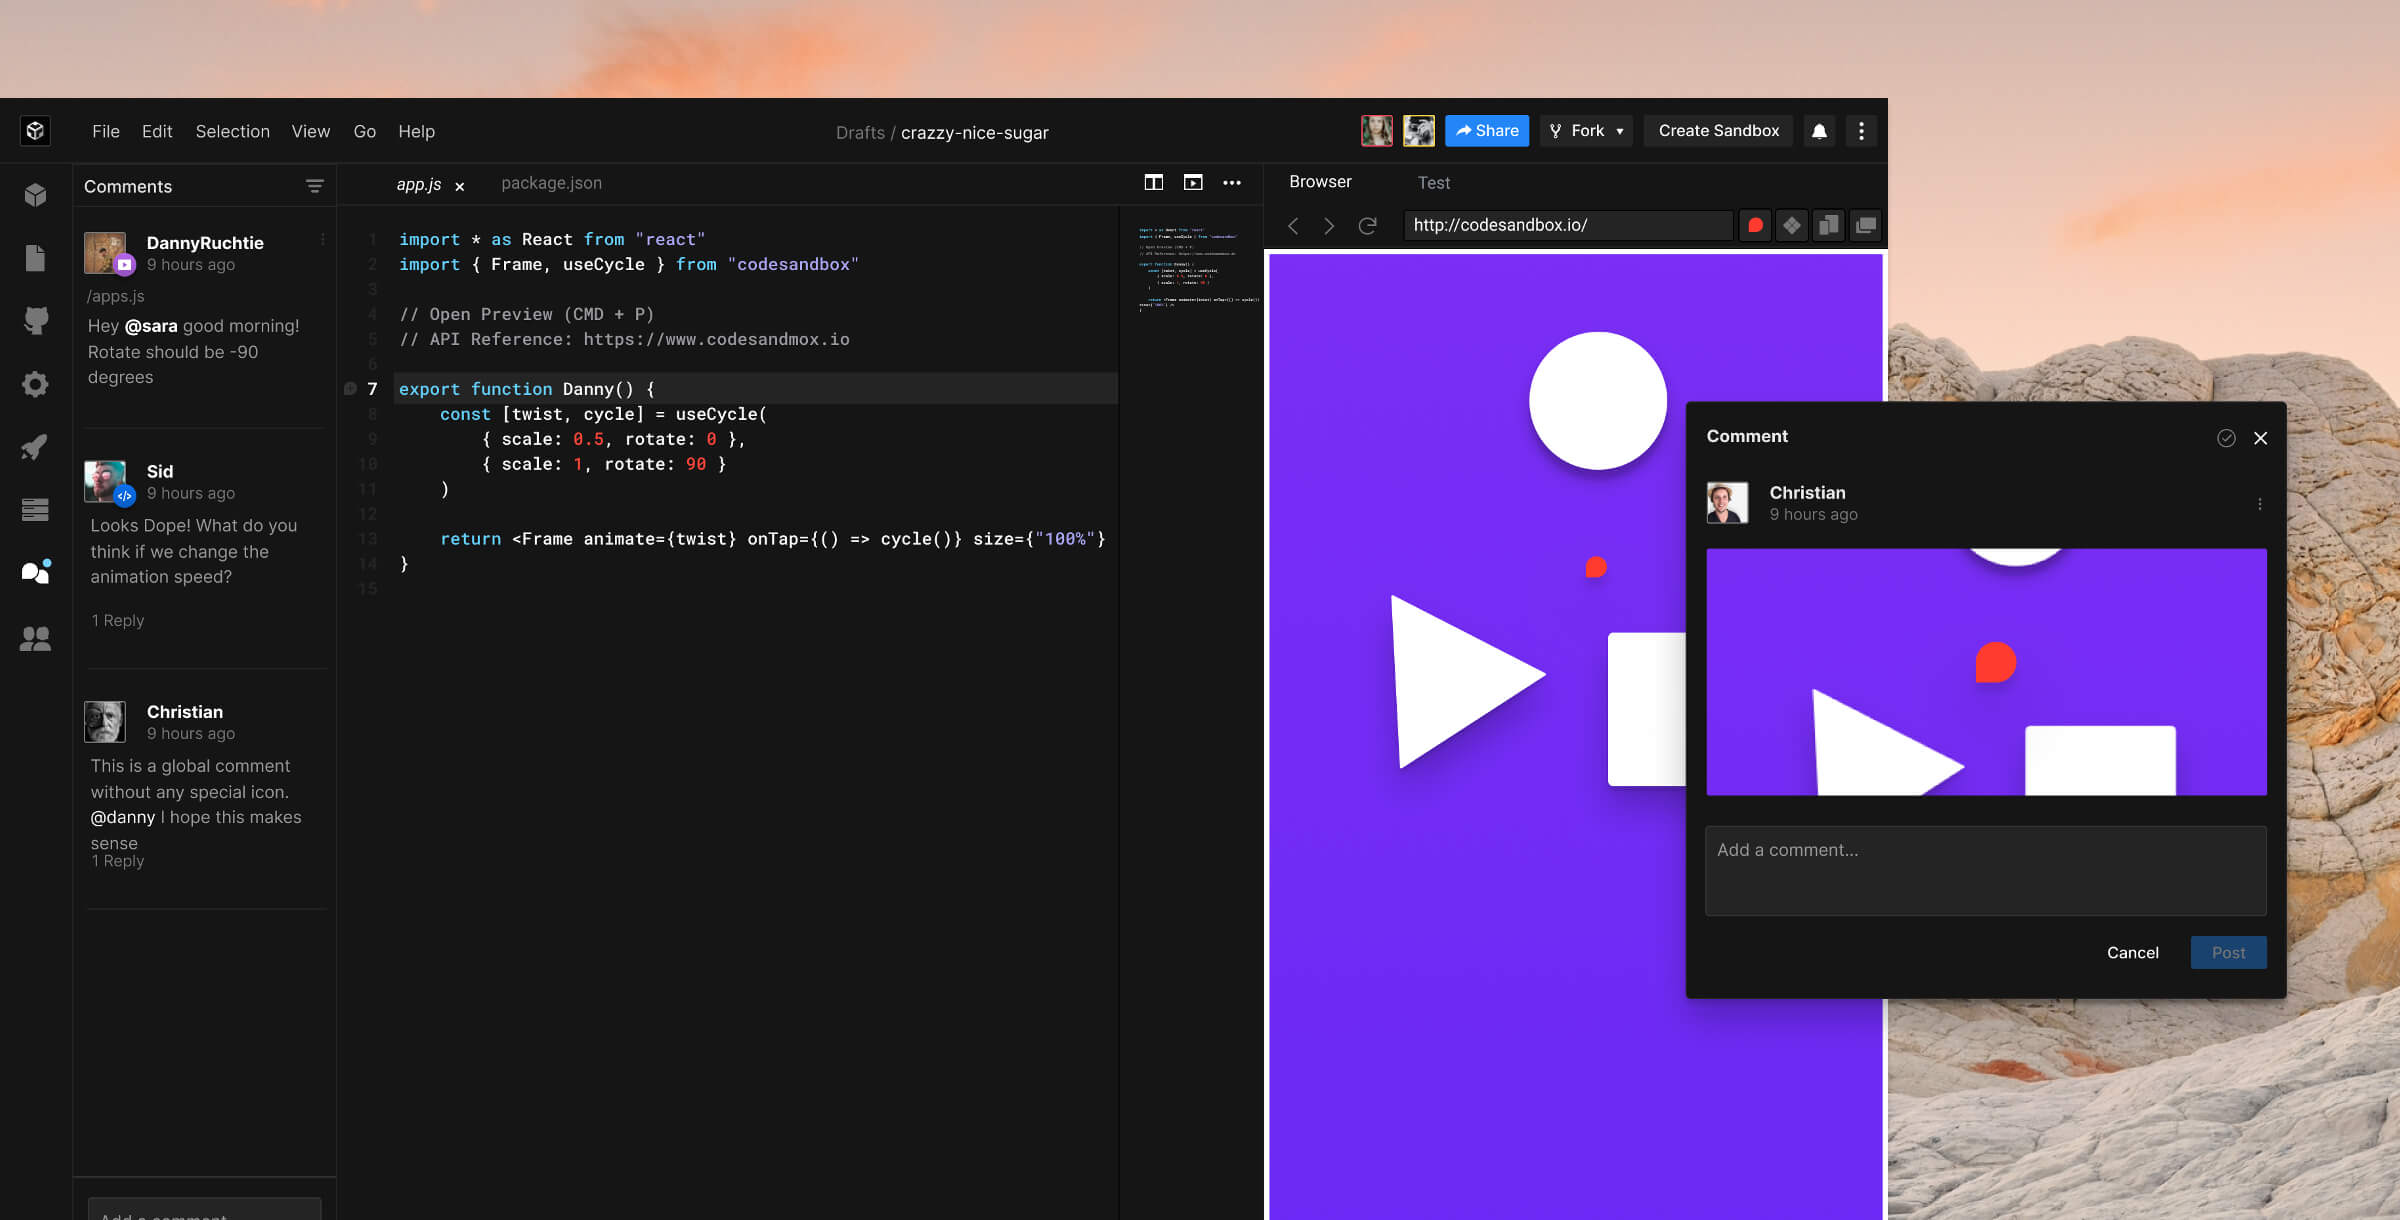 File Edit Selection View Go Help
Drafts / crazzy-nice-sugar
Share
Fork
Create Sandbox
Comments
DannyRuchtie
9 hours ago
/apps.js
Hey @sara good morning!
Rotate should be -90
degrees
Sid
9 hours ago
Looks Dope! What do you
think if we change the
animation speed?
1 Reply
Christian
9 hours ago
This is a global comment
without any special icon.
@danny I hope this makes
sense
1 Reply
Add a comment
app.js
package.json
1 import * as React from "react"
2 import { Frame, useCycle } from "codesandbox"
3
4 // Open Preview (CMD + P)
5 // API Reference: https://www.codesandmox.io
6
7 export function Danny() {
8 const [twist, cycle] = useCycle(
9 { scale: 0.5, rotate: 0 },
10 { scale: 1, rotate: 90 }
11 )
12
13 return <Frame animate={twist} onTap={() => cycle()} size={"100%"}
14 }
15
Browser
Test
http://codesandbox.io/
Comment
Christian
9 hours ago
Add a comment...
Cancel
Post